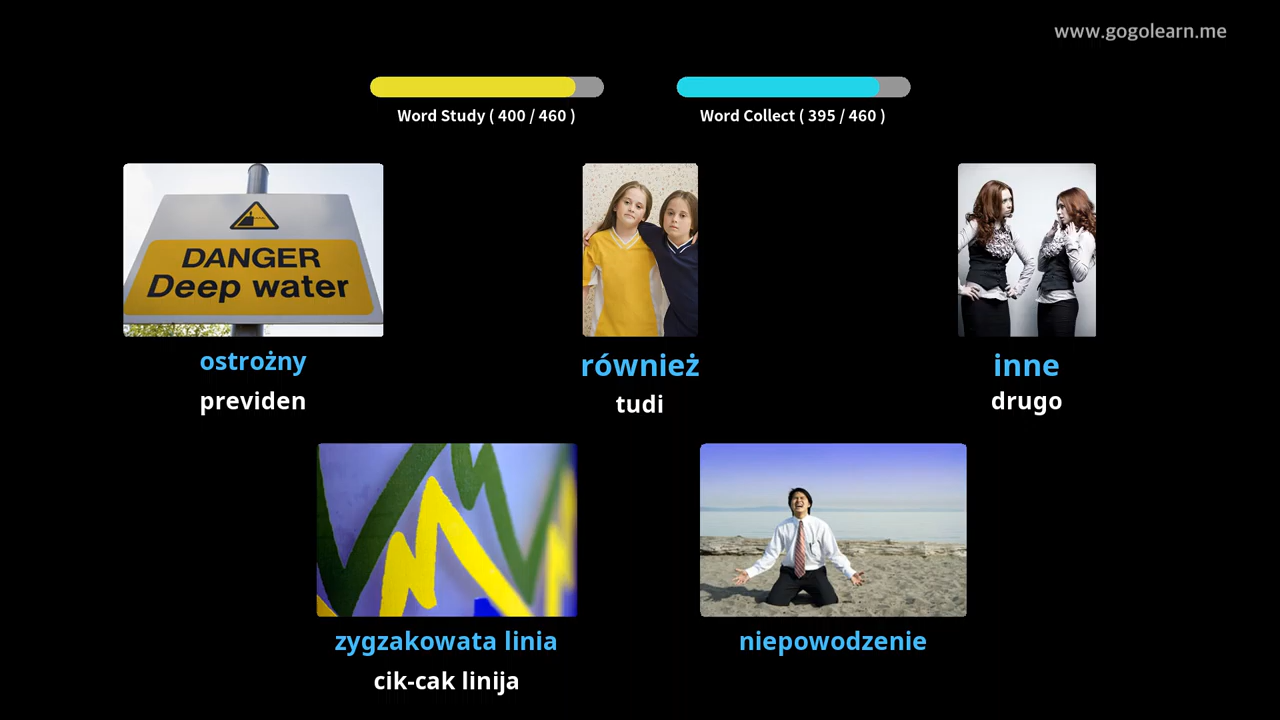 www.gogolearn.me
Word Study ( 400 / 460 )
Word Collect ( 395 / 460 )
DANGER
Deep water
ostrożny
previden
również
tudi
inne
drugo
zygzakowata linia
cik-cak linija
niepowodzenie